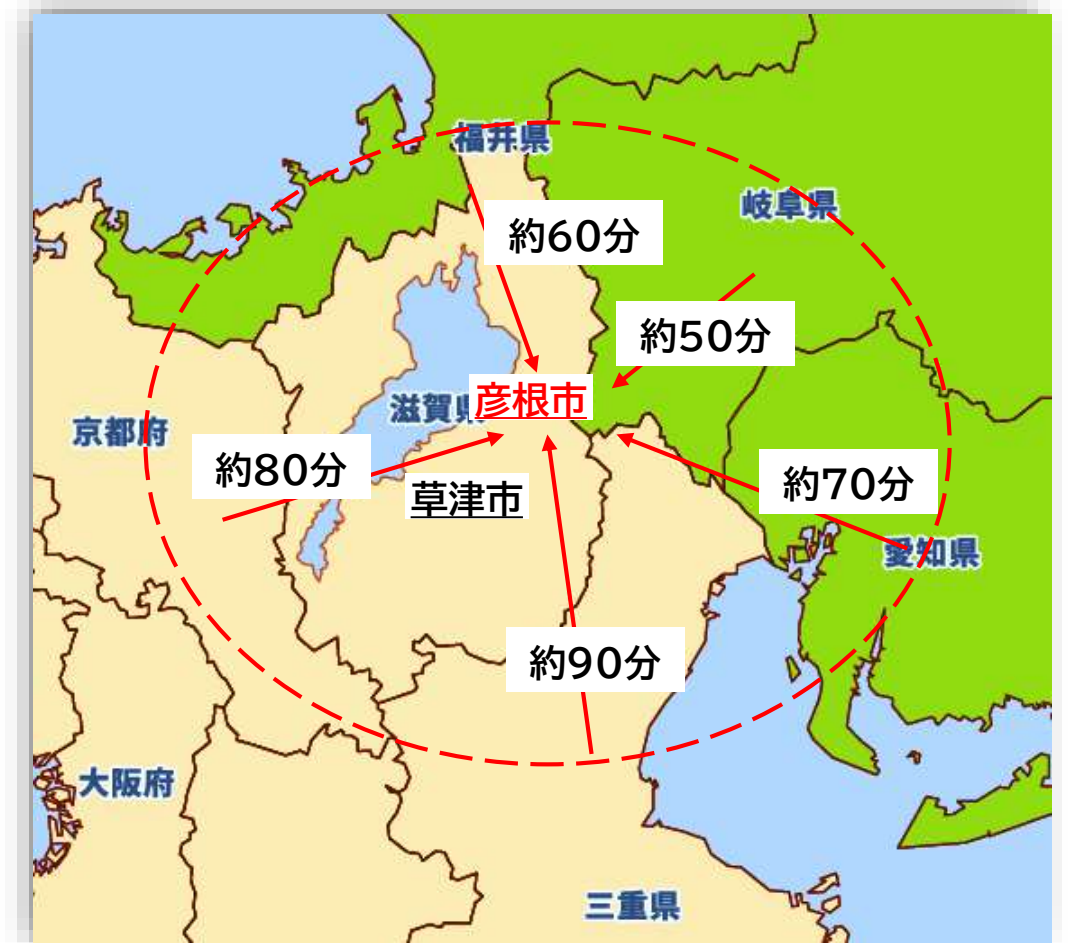 福井県
岐阜県
約60分
約50分
滋賀県
彦根市
京都府
約80分
草津市
約70分
愛知県
約90分
大阪府
三重県